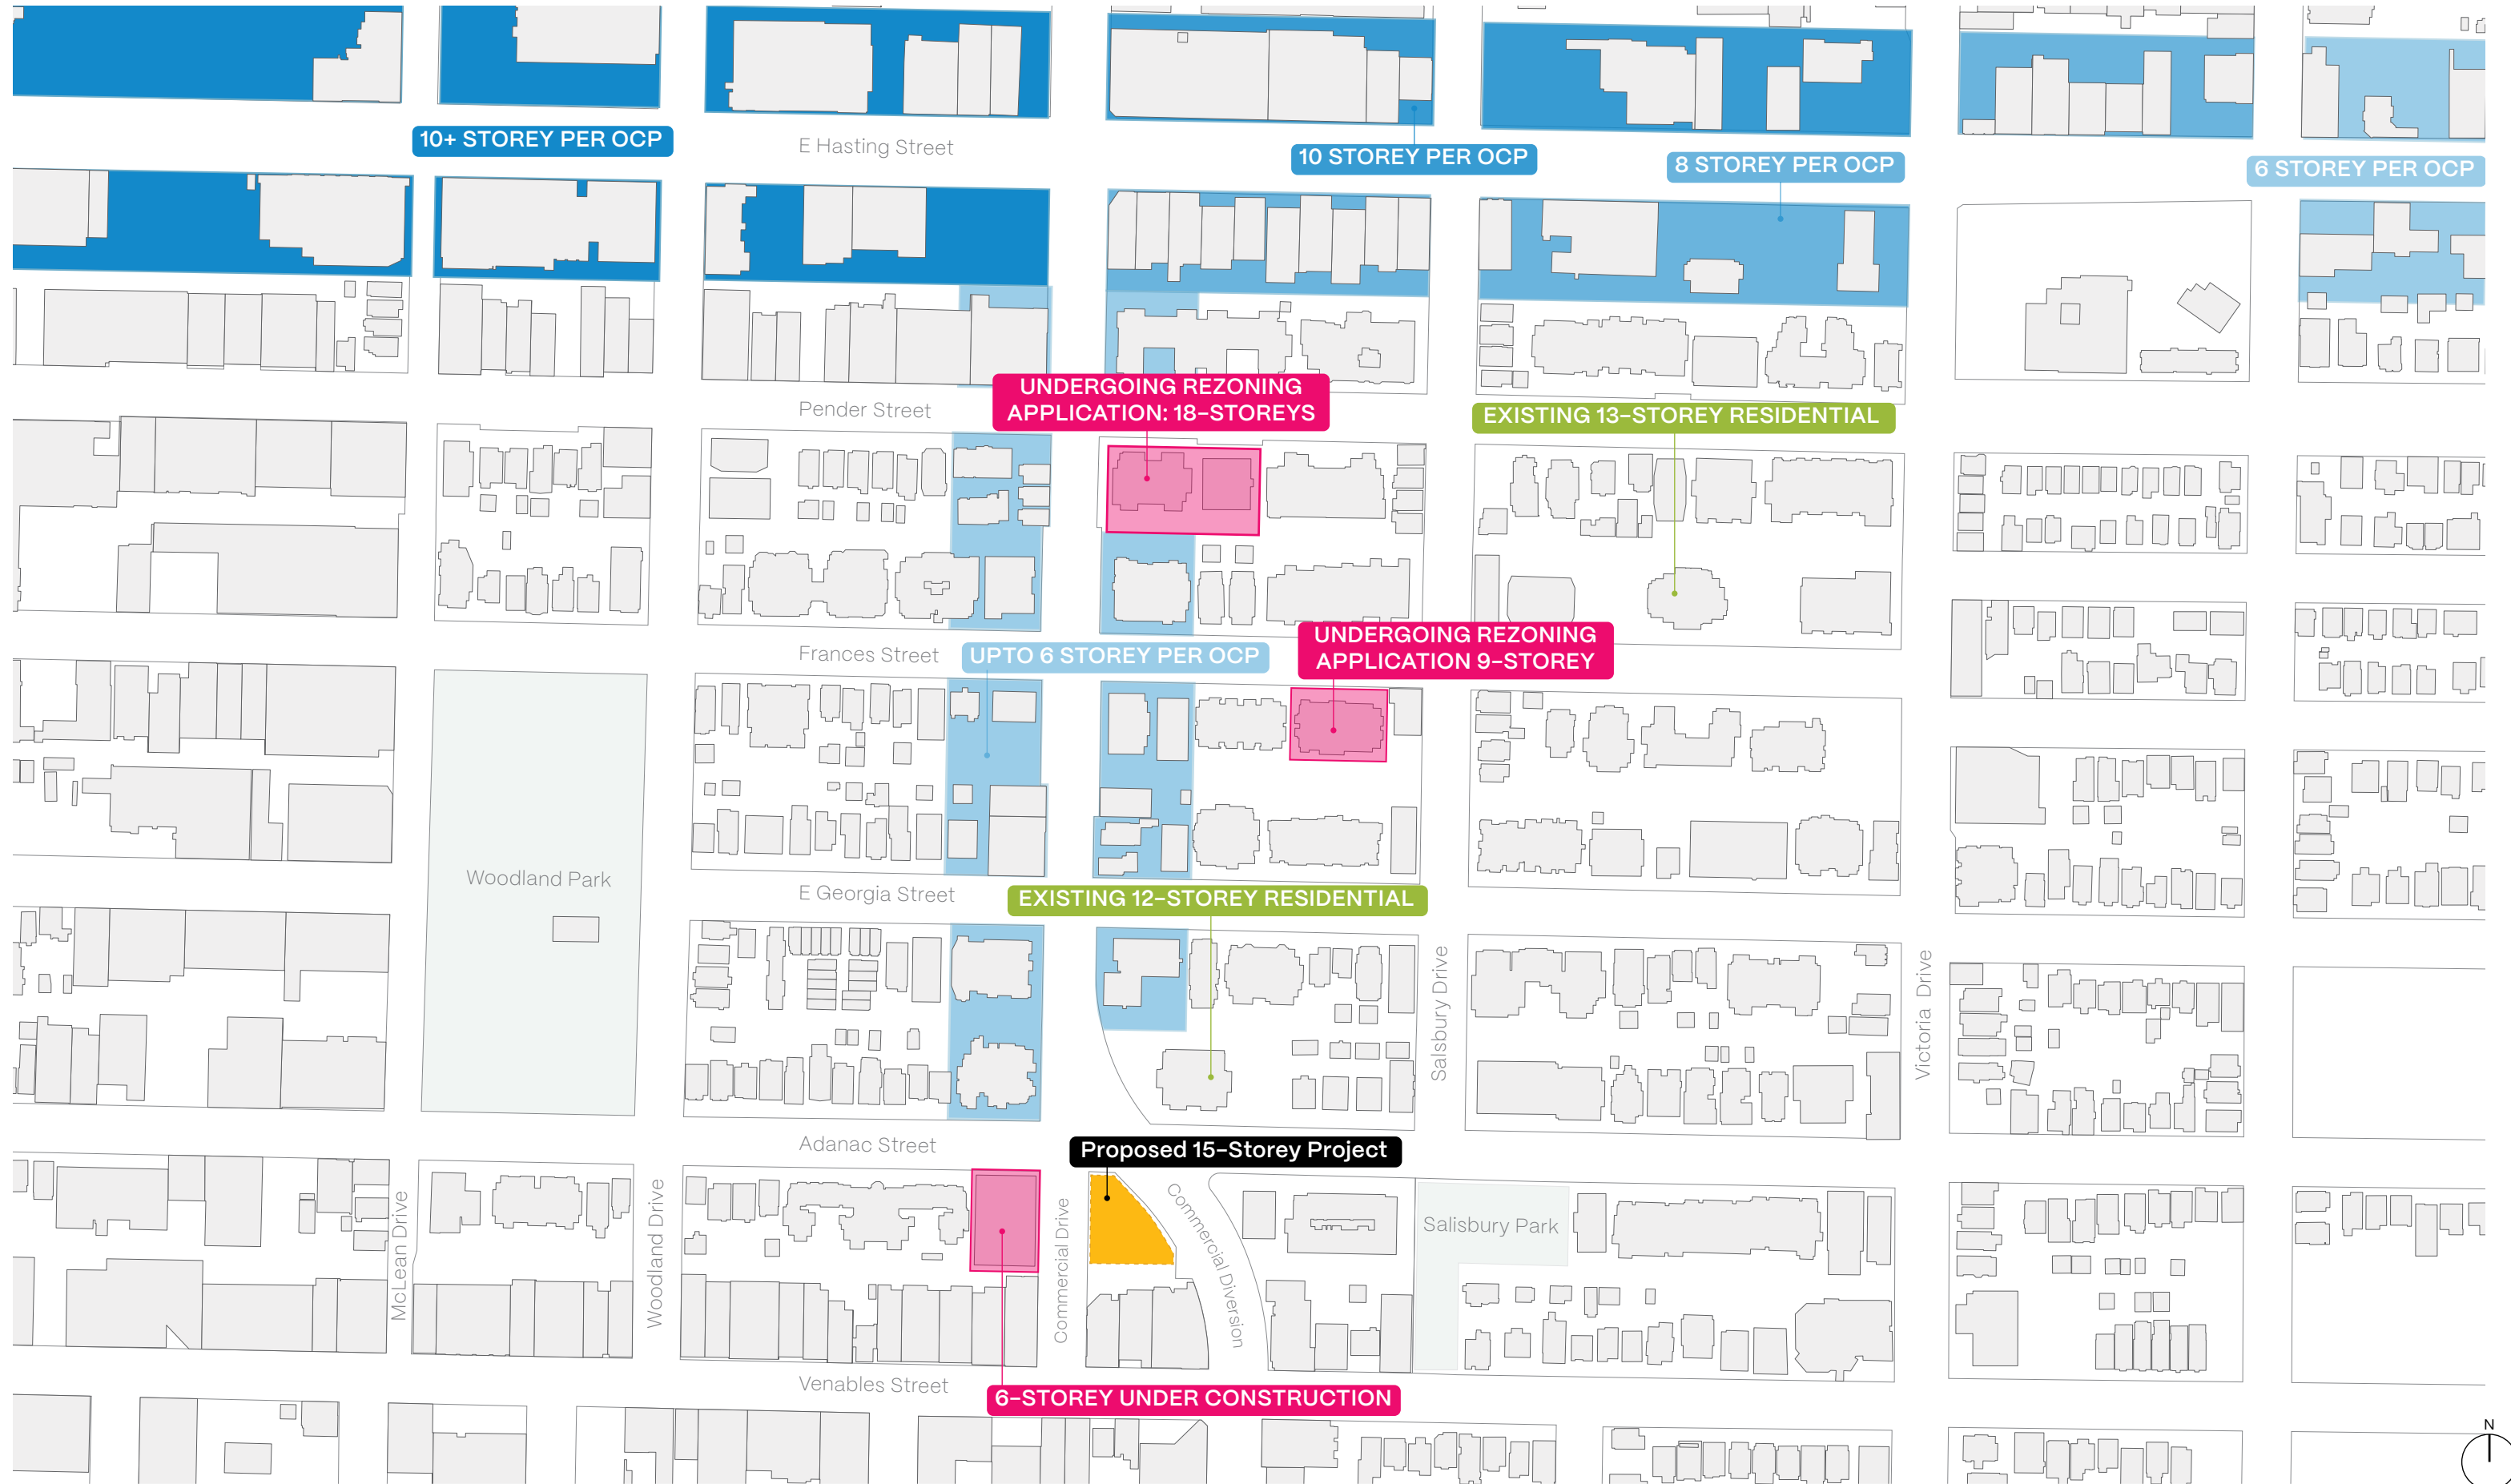 10+ STOREY PER OCP
E Hasting Street
10 STOREY PER OCP
8 STOREY PER OCP
6 STOREY PER OCP
UNDERGOING REZONING
APPLICATION: 18-STOREYS
Pender Street
EXISTING 13-STOREY RESIDENTIAL
UNDERGOING REZONING
APPLICATION 9-STOREY
Frances Street
UPTO 6 STOREY PER OCP
Woodland Park
E Georgia Street
EXISTING 12-STOREY RESIDENTIAL
Salsbury Drive
Victoria Drive
Adanac Street
Proposed 15-Storey Project
McLean Drive
Woodland Drive
Commercial Drive
Commercial Diversion
Salisbury Park
Venables Street
6-STOREY UNDER CONSTRUCTION
N